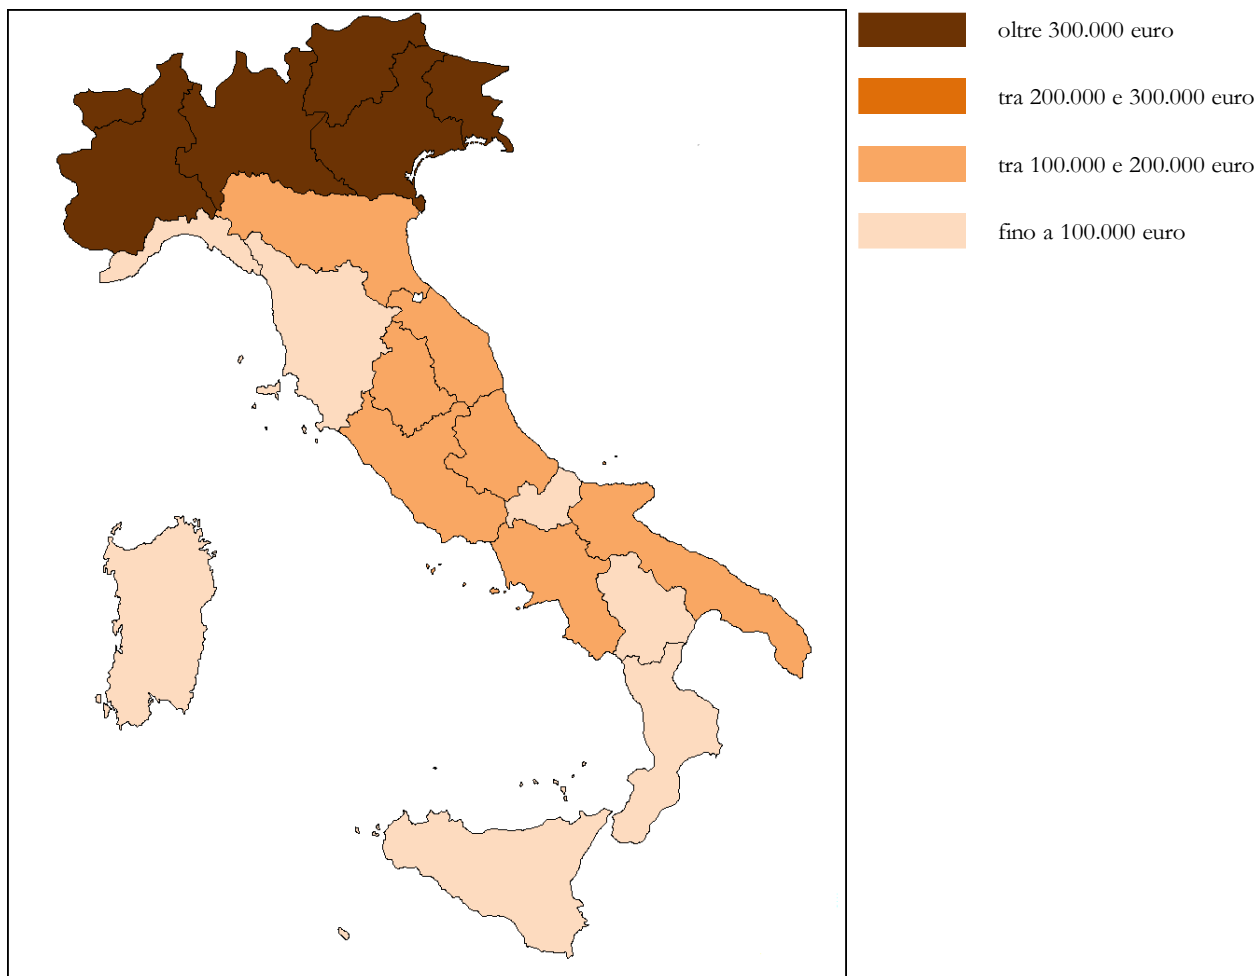 oltre 300.000 euro
tra 200.000 e 300.000 euro
tra 100.000 e 200.000 euro
fino a 100.000 euro